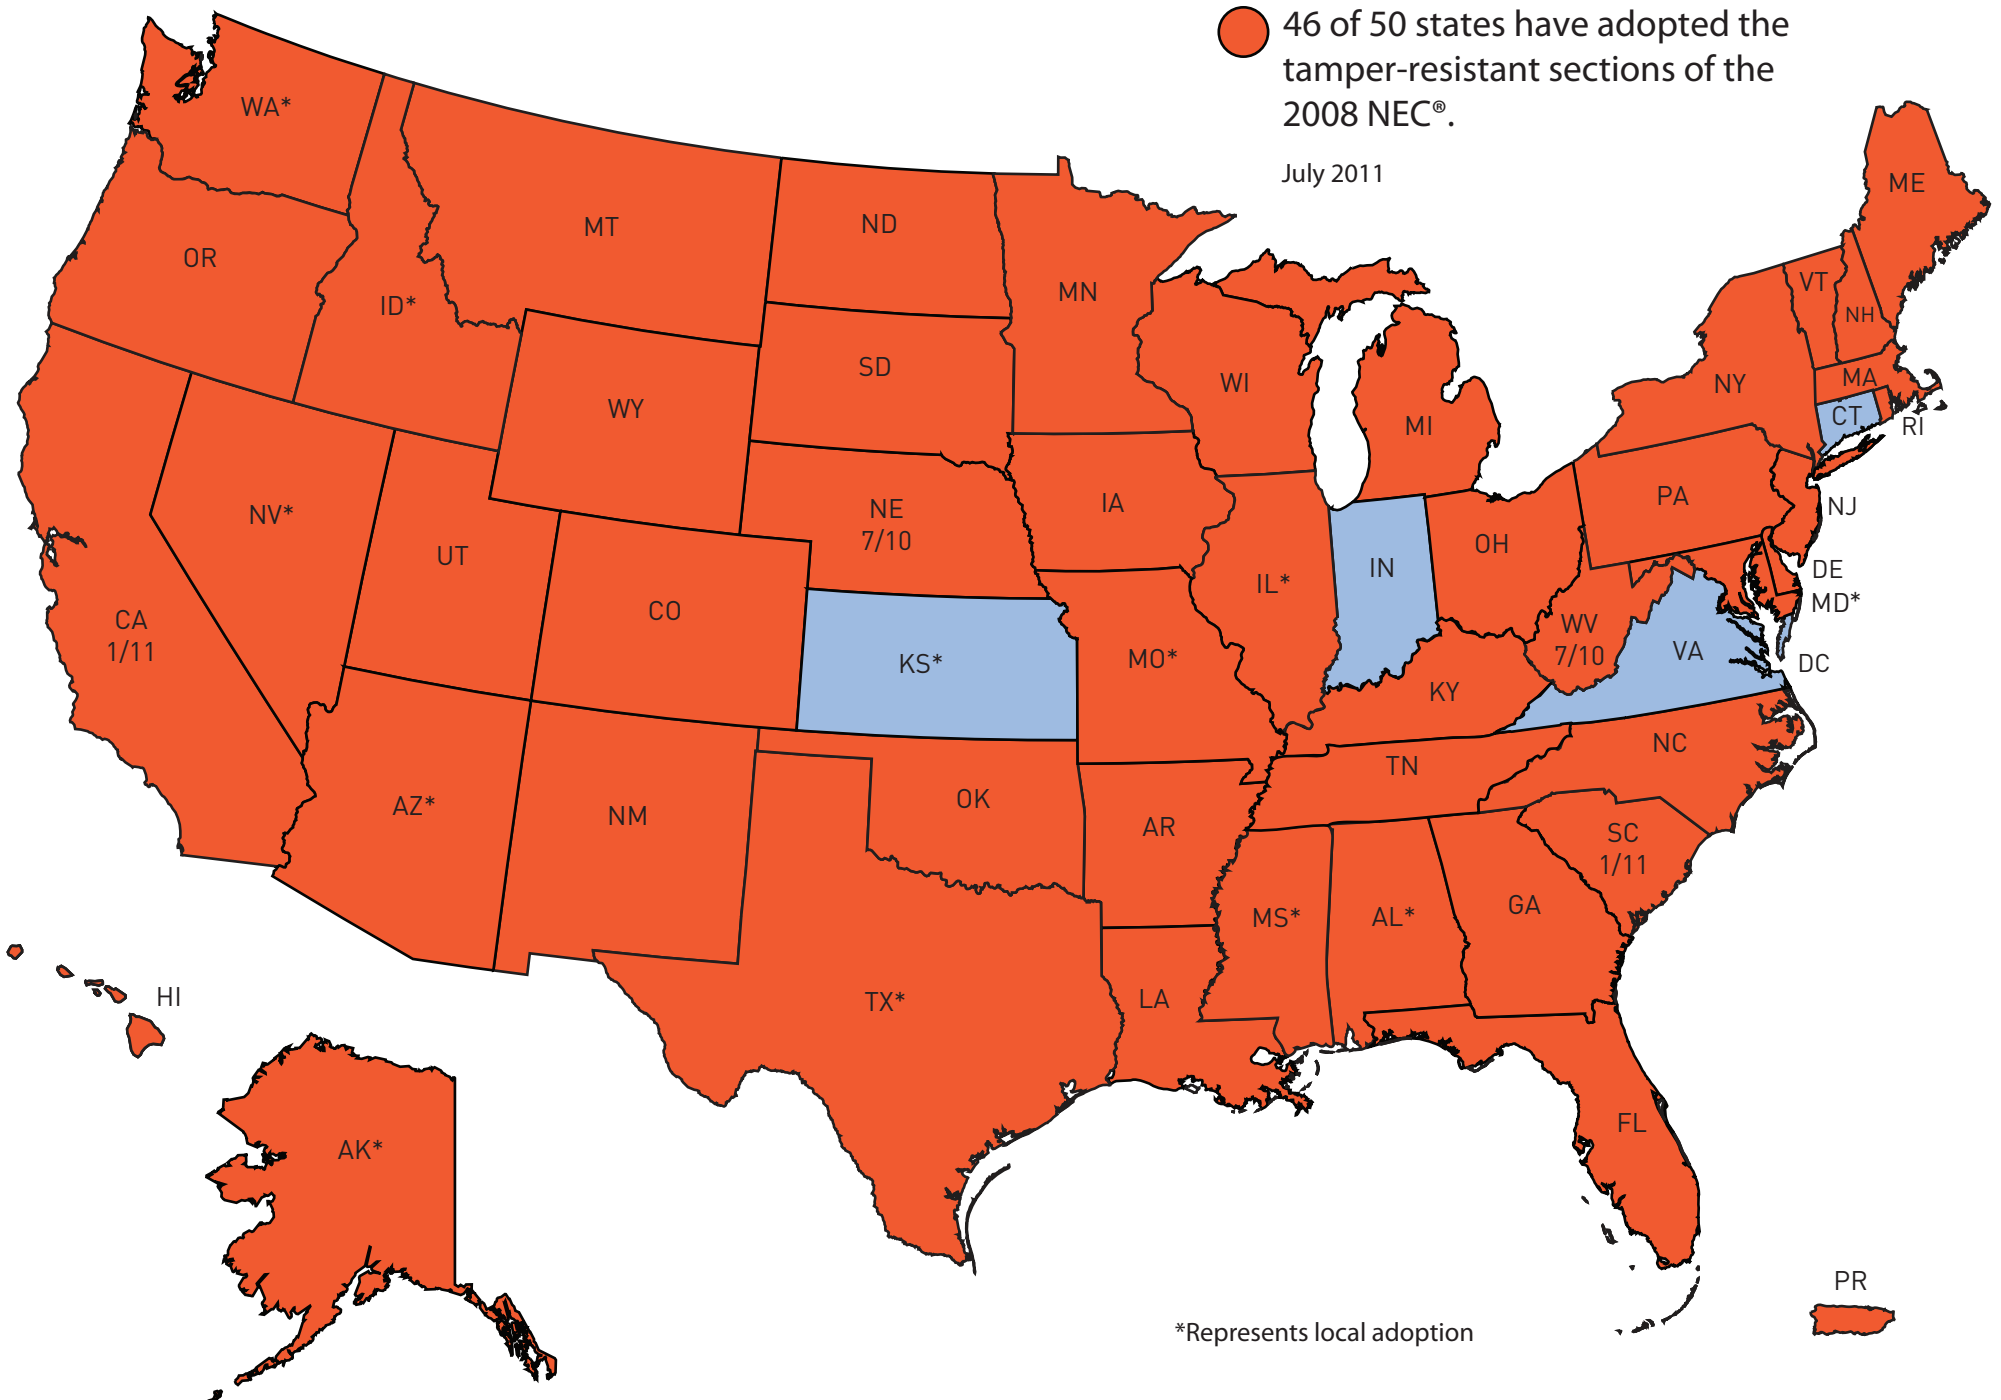 46 of 50 states have adopted the
tamper-resistant sections of the
2008 NEC®.
July 2011
WA*
OR
ID*
MT
ND
MN
ME
VT
NH
SD
WI
MI
NY
MA
CT
RI
WY
NV*
UT
NE
7/10
IA
PA
NJ
CA
1/11
CO
KS*
MO*
IL*
IN
OH
DE
MD*
WV
7/10
VA
DC
KY
NC
TN
AZ*
NM
OK
AR
SC
1/11
MS*
AL*
GA
HI
TX*
LA
AK*
FL
PR
*Represents local adoption